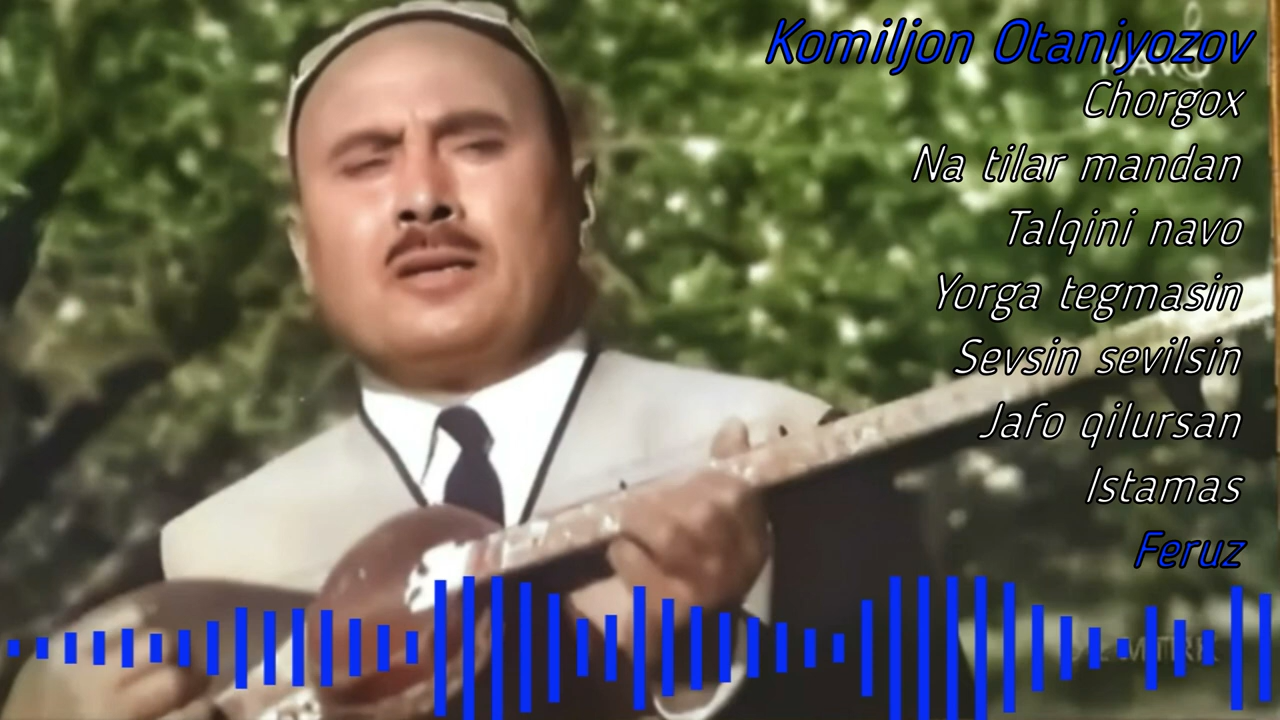 Komiljon Otaniyozov
Chorgox
Na tilar mandan
Talqini navo
Yorga tegmasin
Sevsin sevilsin
Jafo qilursan
Istamas
Feruz